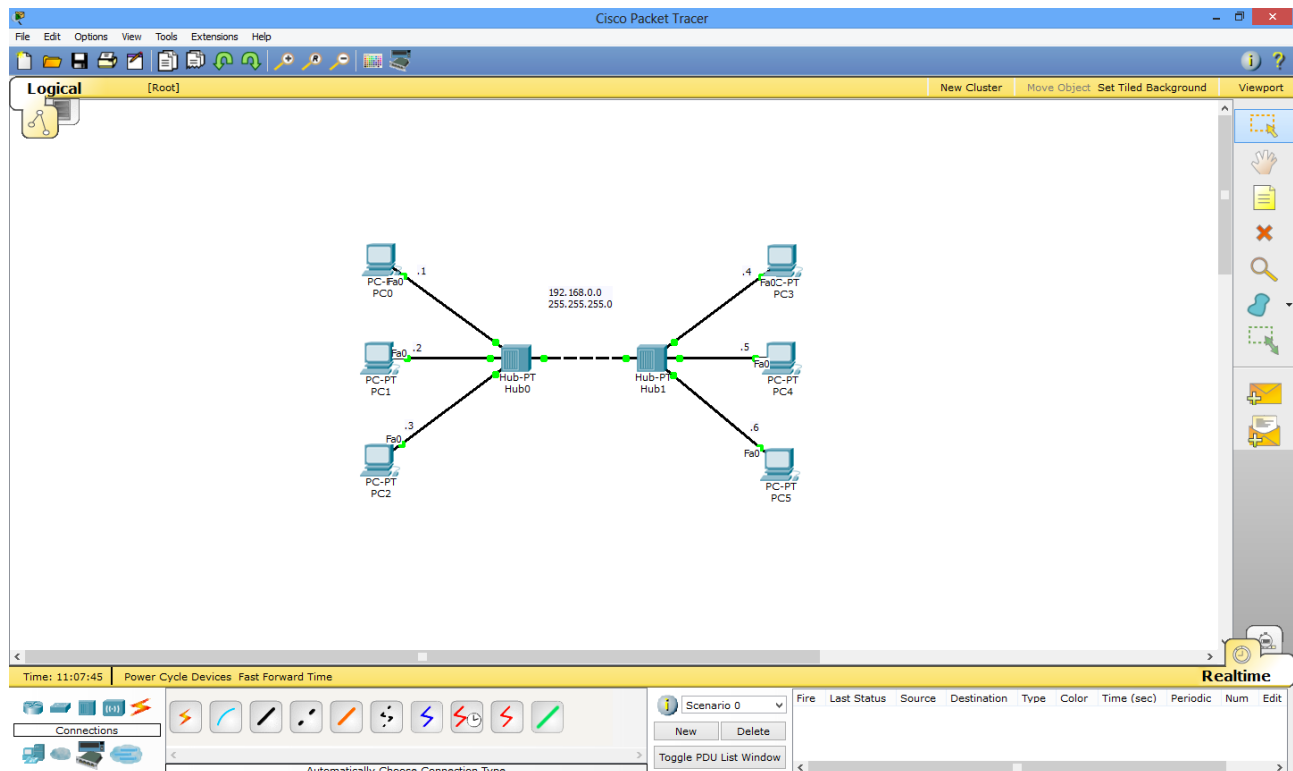 Cisco Packet Tracer
File Edit Options View Tools Extensions Help
Logical [Root] New Cluster Move Object Set Tiled Background Viewport
.1
PC-
Fa0
PC0
.2
Fa0
PC-PT
PC1
.3
Fa0
PC-PT
PC2
Hub-PT
Hub0
192.168.0.0
255.255.255.0
Hub-PT
Hub1
.4
Fa0
C-PT
PC3
.5
Fa0
PC-PT
PC4
.6
Fa0
PC-PT
PC5
Time: 11:07:45 Power Cycle Devices Fast Forward Time Realtime
Connections
Automatically Choose Connection Type
Scenario 0
New Delete
Toggle PDU List Window
Fire Last Status Source Destination Type Color Time (sec) Periodic Num Edit